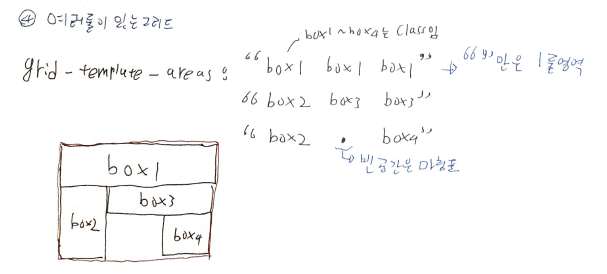 ④ 여러줄이 있는 그리드
box1 ~ box4는 Class임
grid-template-areas : “box1 box1 box1” → “ ” 안은 1줄영역
“box2 box3 box3”
“box2 . box4”
→ 빈공간은 마침표
box1
box3
box2
box4